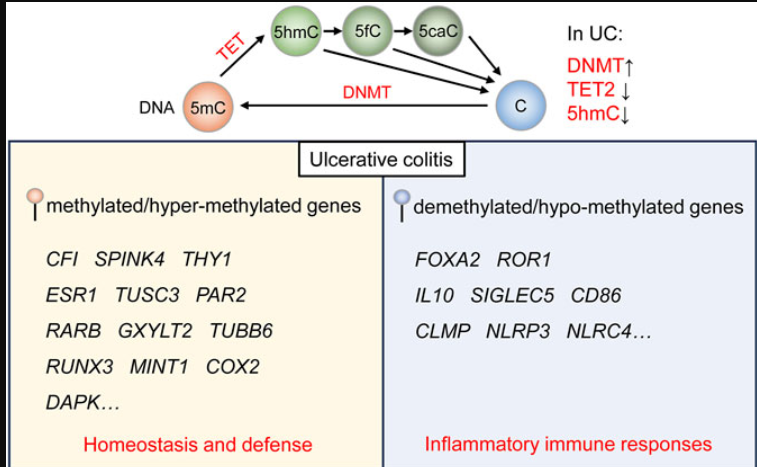 5hmC 5fC 5caC
TET
DNA 5mC
DNMT
C
In UC:
DNMT↑
TET2 ↓
5hmC↓
Ulcerative colitis
methylated/hyper-methylated genes
CFI SPINK4 THY1
ESR1 TUSC3 PAR2
RARB GXYLT2 TUBB6
RUNX3 MINT1 COX2
DAPK…
Homeostasis and defense
demethylated/hypo-methylated genes
FOXA2 ROR1
IL10 SIGLEC5 CD86
CLMP NLRP3 NLRC4…
Inflammatory immune responses